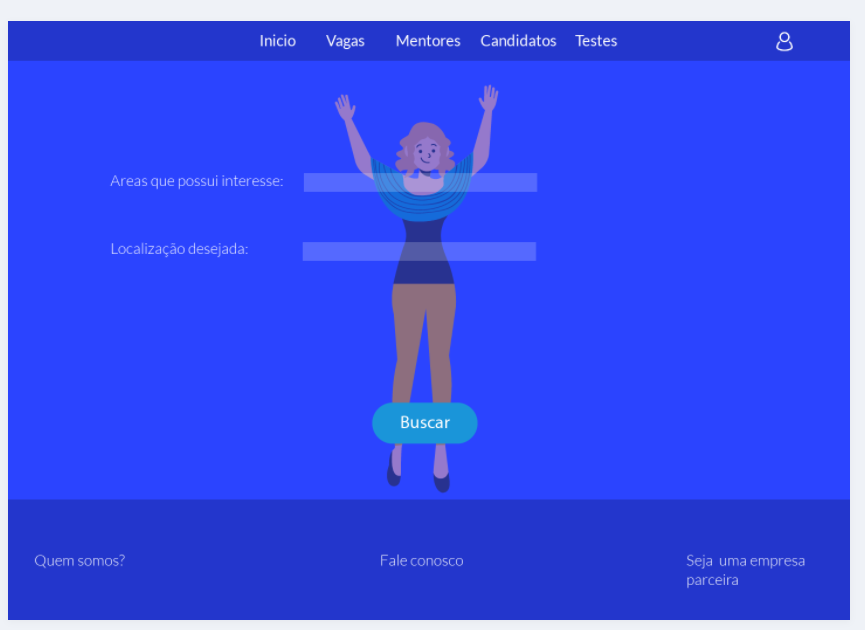 Inicio Vagas Mentores Candidatos Testes
Areas que possui interesse:
Localização desejada:
Buscar
Quem somos? Fale conosco Seja uma empresa
parceira